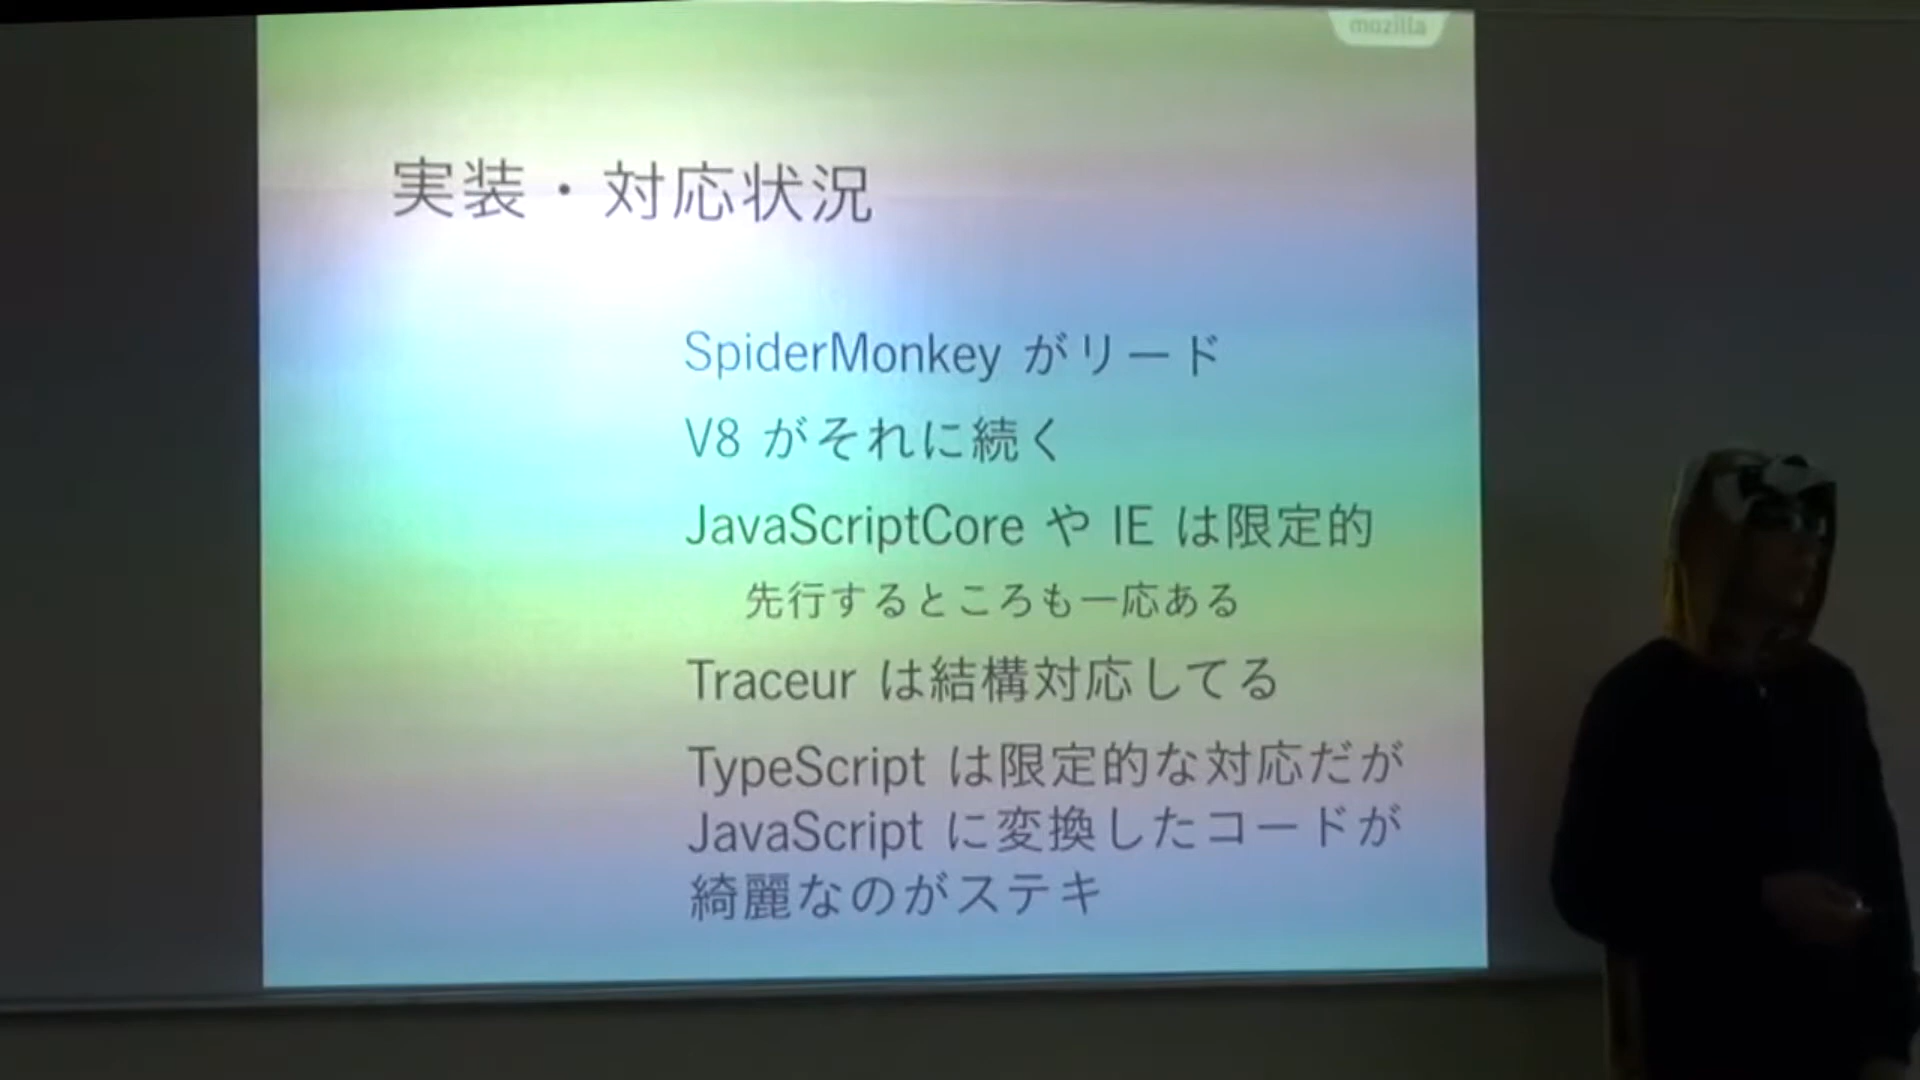 mozilla
実装・対応状況
SpiderMonkey がリード
V8 がそれに続く
JavaScriptCore や IE は限定的
先行するところも一応ある
Traceur は結構対応してる
TypeScript は限定的な対応だが
JavaScript に変換したコードが
綺麗なのがステキ